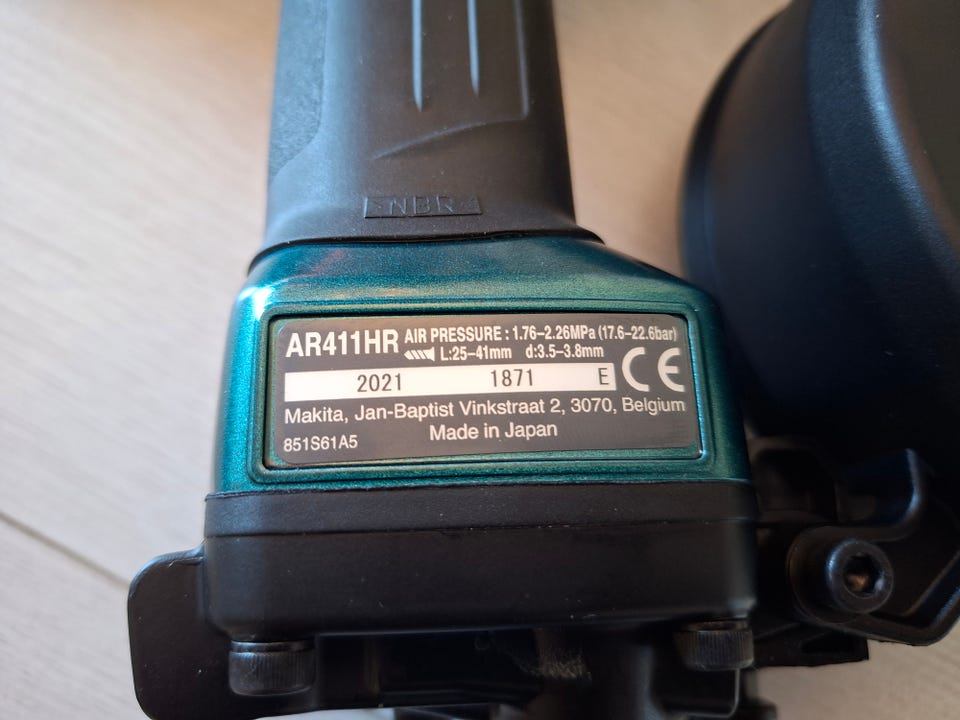 NBR
AR411HR AIR PRESSURE : 1.76–2.26MPa (17.6–22.6bar)
L:25–41mm d:3.5–3.8mm
2021 1871 E CE
Makita, Jan-Baptist Vinkstraat 2, 3070, Belgium
851S61A5 Made in Japan